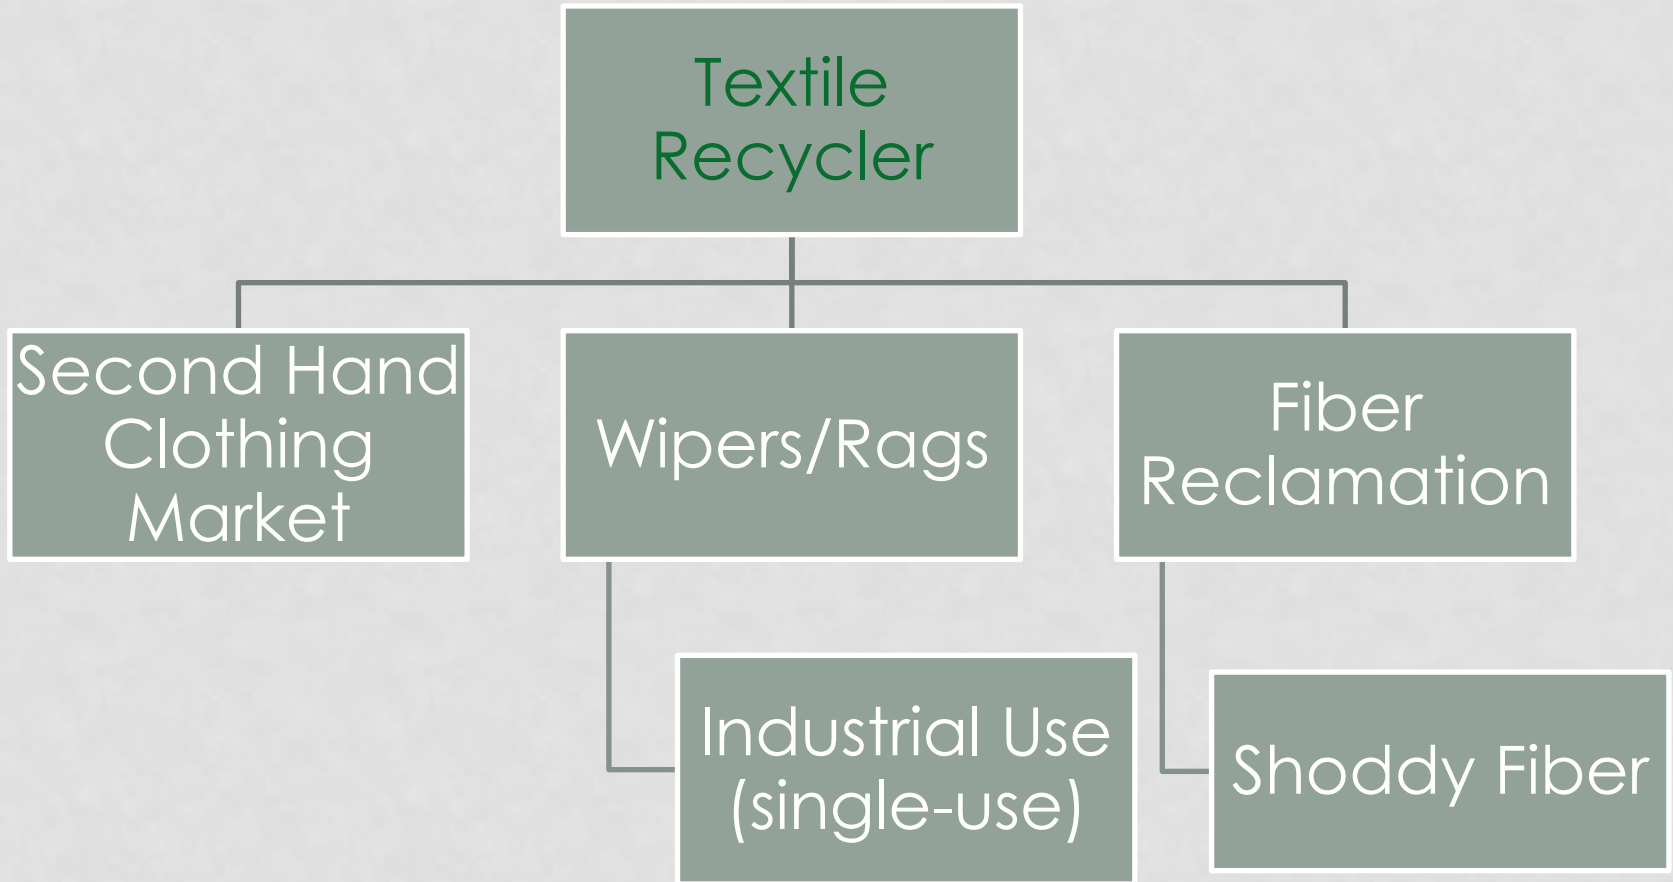 Textile
Recycler
Second Hand
Clothing
Market
Wipers/Rags
Fiber
Reclamation
Industrial Use
(single-use)
Shoddy Fiber